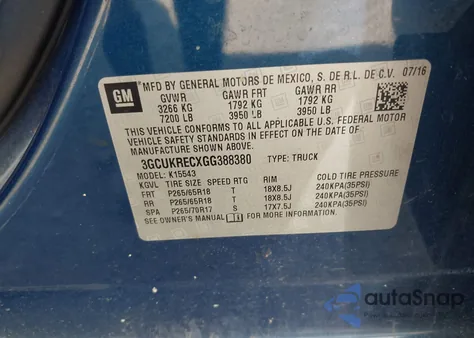 MFD BY GENERAL MOTORS DE MEXICO, S. DE R.L. DE C.V. 07/16
GM
GVWR GAWR FRT GAWR RR
3266 KG 1792 KG 1792 KG
7200 LB 3950 LB 3950 LB
THIS VEHICLE CONFORMS TO ALL APPLICABLE U.S. FEDERAL MOTOR
VEHICLE SAFETY STANDARDS IN EFFECT ON THE DATE OF
MANUFACTURE SHOWN ABOVE.
3GCUKRECXGG388380 TYPE: TRUCK
MODEL: K15543
KGVL TIRE SIZE SPEED RTG RIM COLD TIRE PRESSURE
FRT P265/65R18 T 18X8.5J 240KPA(35PSI)
RR P265/65R18 T 18X8.5J 240KPA(35PSI)
SPA P265/70R17 S 17X7.5J 240KPA(35PSI)
SEE OWNER'S MANUAL
autoSnap